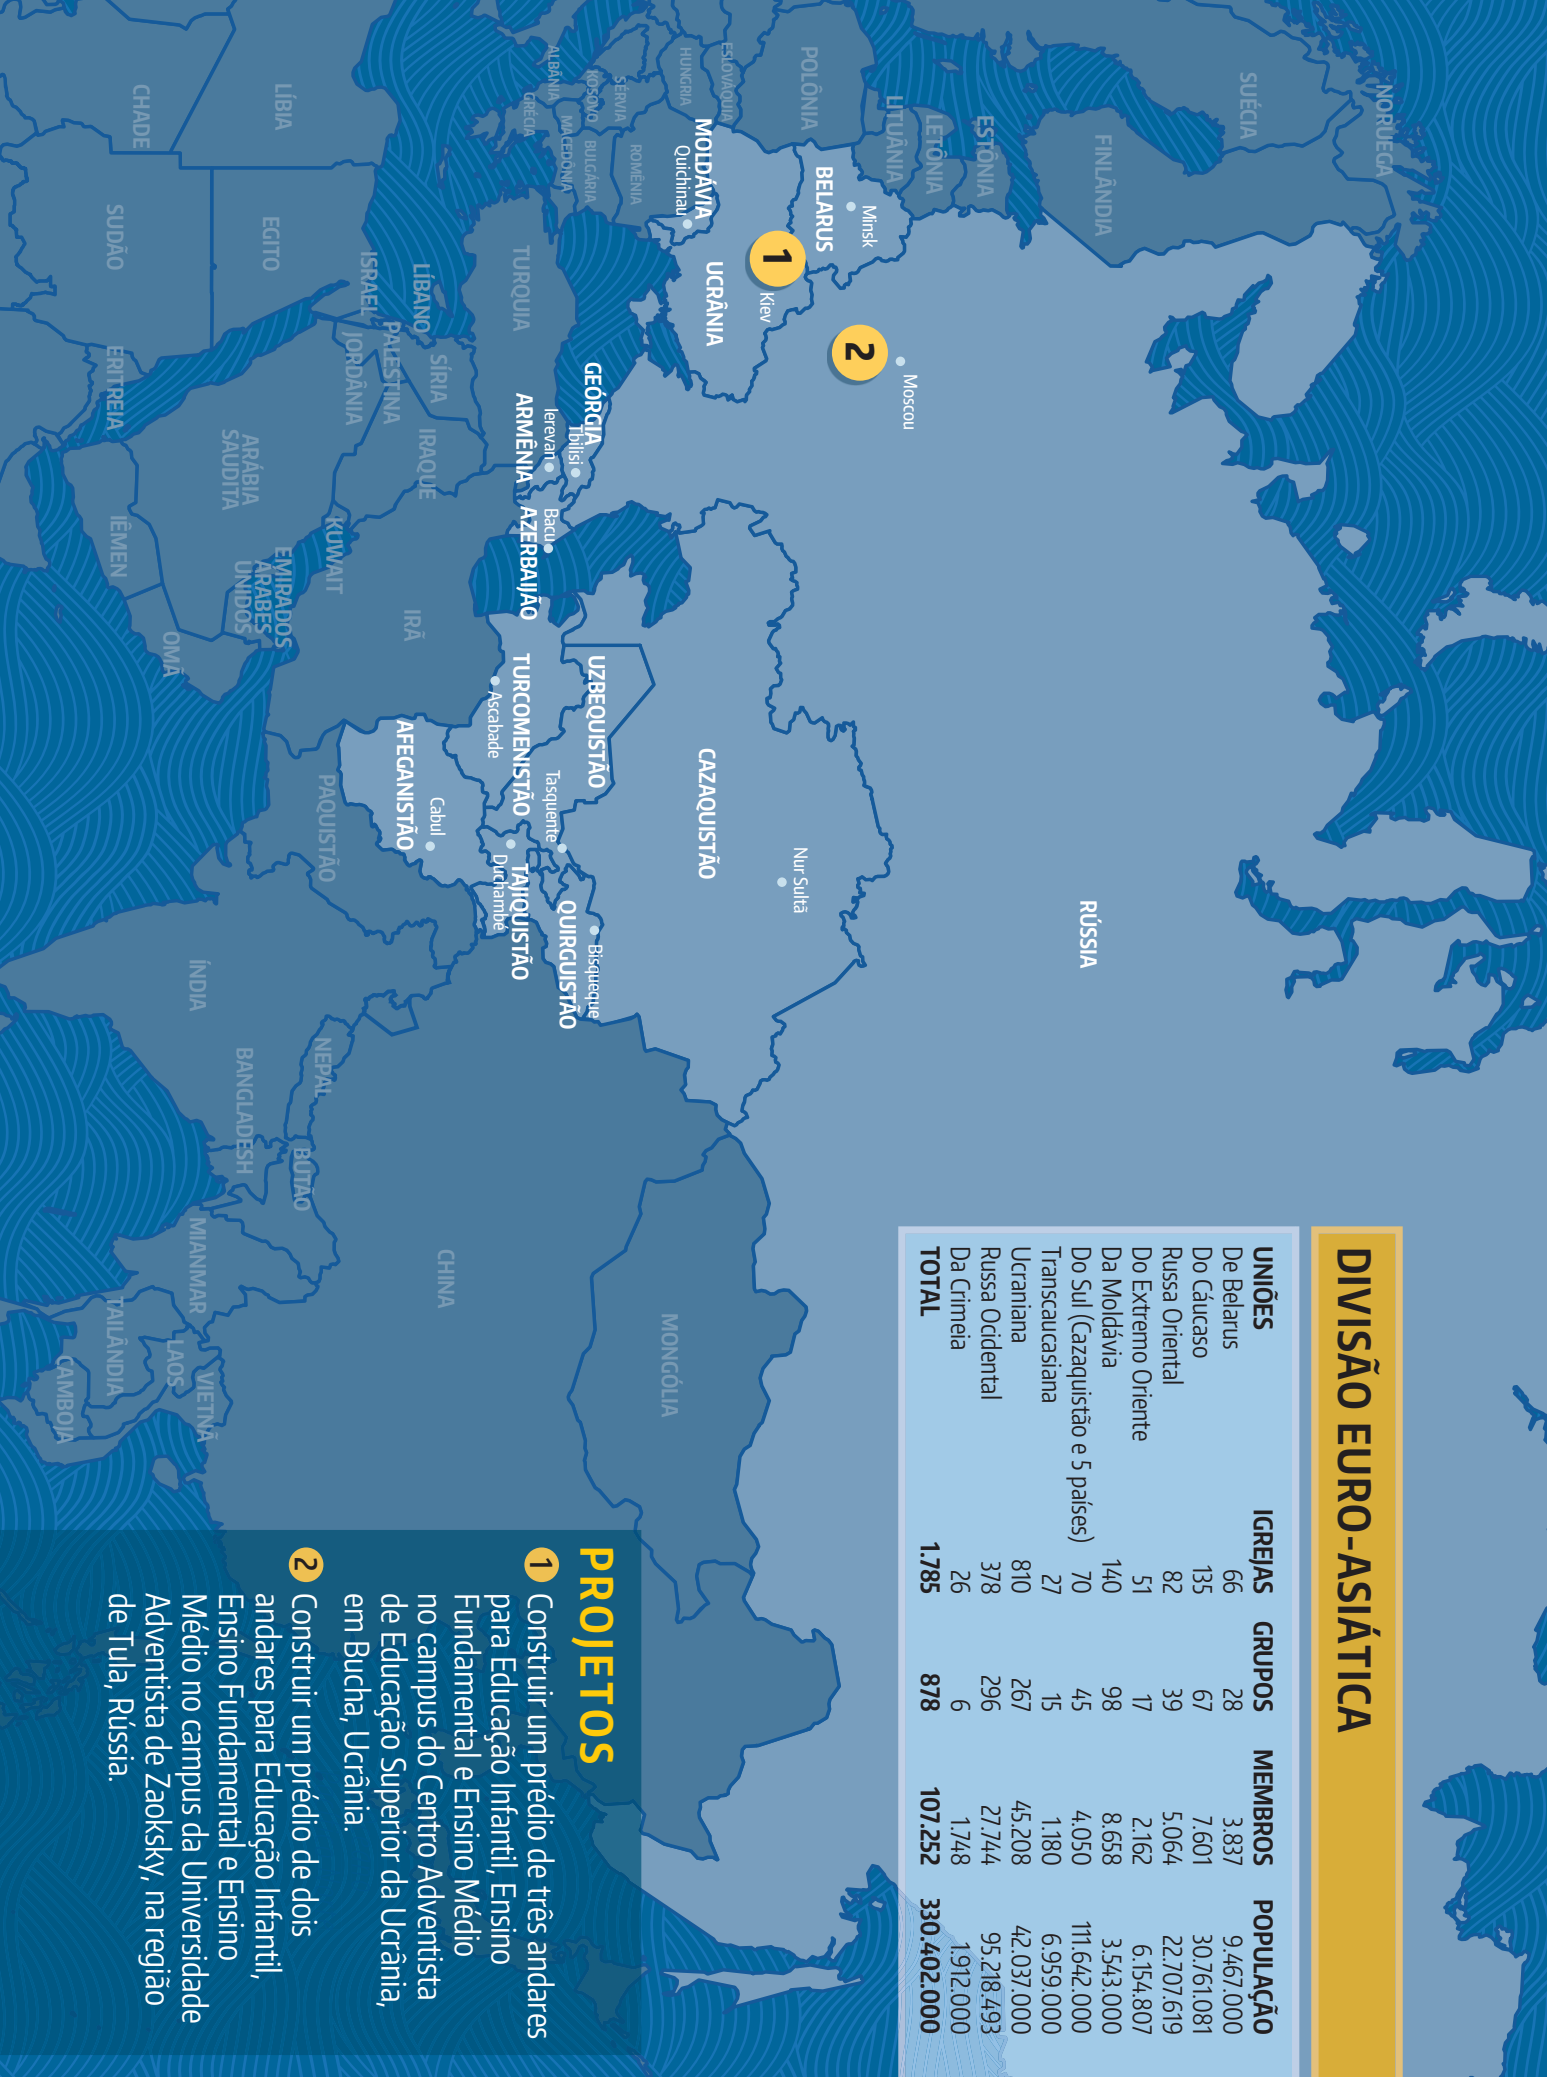 DIVISÃO EURO-ASIÁTICA
UNIÕES IGREJAS GRUPOS MEMBROS POPULAÇÃO
De Belarus 66 28 3.837 9.467.000
Do Cáucaso 135 67 7.601 30.761.081
Russa Oriental 82 39 5.064 22.707.619
Do Extremo Oriente 51 17 2.162 6.154.807
Da Moldávia 140 98 8.658 3.543.000
Do Sul (Cazaquistão e 5 países) 70 45 4.050 111.642.000
Transcaucasiana 27 15 1.180 6.959.000
Ucraniana 810 267 45.208 42.037.000
Russa Ocidental 378 296 27.744 95.218.493
Da Crimeia 26 6 1.748 1.912.000
TOTAL 1.785 878 107.252 330.402.000
PROJETOS
1 Construir um prédio de três andares
para Educação Infantil, Ensino
Fundamental e Ensino Médio
no campus do Centro Adventista
de Educação Superior da Ucrânia,
em Bucha, Ucrânia.
2 Construir um prédio de dois
andares para Educação Infantil,
Ensino Fundamental e Ensino
Médio no campus da Universidade
Adventista de Zaoksky, na região
de Tula, Rússia.
NORUEGA
SUÉCIA
FINLÂNDIA
ESTÔNIA
LETÔNIA
LITUÂNIA
POLÔNIA
BELARUS
Minsk
1
2
Moscou
Kiev
UCRÂNIA
ESLOVÁQUIA
HUNGRIA
MOLDÁVIA
Quichinau
ROMÊNIA
SÉRVIA
KOSOVO
BULGÁRIA
MACEDÔNIA
ALBÂNIA
GRÉCIA
TURQUIA
GEÓRGIA
Tbilisi
Ierevan
ARMÊNIA
Bacu
AZERBAIJÃO
RÚSSIA
CAZAQUISTÃO
Nur Sultã
UZBEQUISTÃO
Tasquente
TURCOMENISTÃO
Ascabade
QUIRGUISTÃO
Bisqueque
TAJIQUISTÃO
Duchambé
AFEGANISTÃO
Cabul
MONGÓLIA
CHINA
LÍBANO
SÍRIA
ISRAEL
PALESTINA
JORDÂNIA
IRAQUE
IRÃ
KUWAIT
ARÁBIA
SAUDITA
EMIRADOS
ÁRABES
UNIDOS
OMÃ
IÊMEN
LÍBIA
EGITO
CHADE
SUDÃO
ERITREIA
PAQUISTÃO
ÍNDIA
NEPAL
BUTÃO
BANGLADESH
MIANMAR
TAILÂNDIA
LAOS
VIETNÃ
CAMBOJA